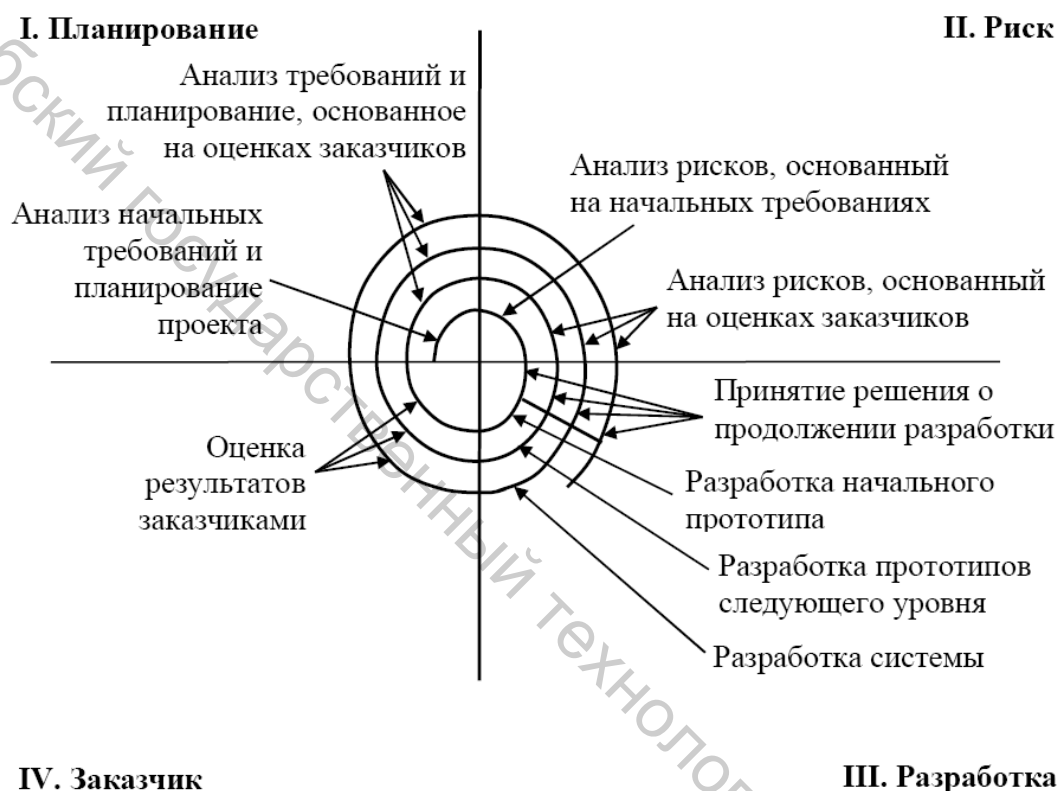 I. Планирование
II. Риск
Анализ требований и
планирование, основанное
на оценках заказчиков
Анализ рисков, основанный
на начальных требованиях
Анализ начальных
требований и
планирование
проекта
Анализ рисков, основанный
на оценках заказчиков
Принятие решения о
продолжении разработки
Оценка
результатов
заказчиками
Разработка начального
прототипа
Разработка прототипов
следующего уровня
Разработка системы
IV. Заказчик
III. Разработка
государственный